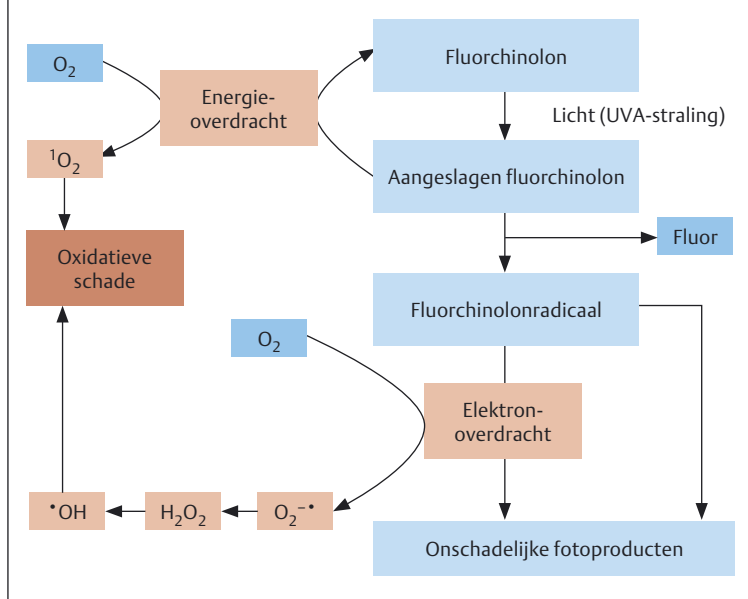 Fluorchinolon
O₂
Energie-
overdracht
Licht (UVA-straling)
¹O₂
Aangeslagen fluorchinolon
Fluor
Oxidatieve
schade
Fluorchinolonradicaal
O₂
Elektron-
overdracht
•OH
H₂O₂
O₂⁻•
Onschadelijke fotoproducten